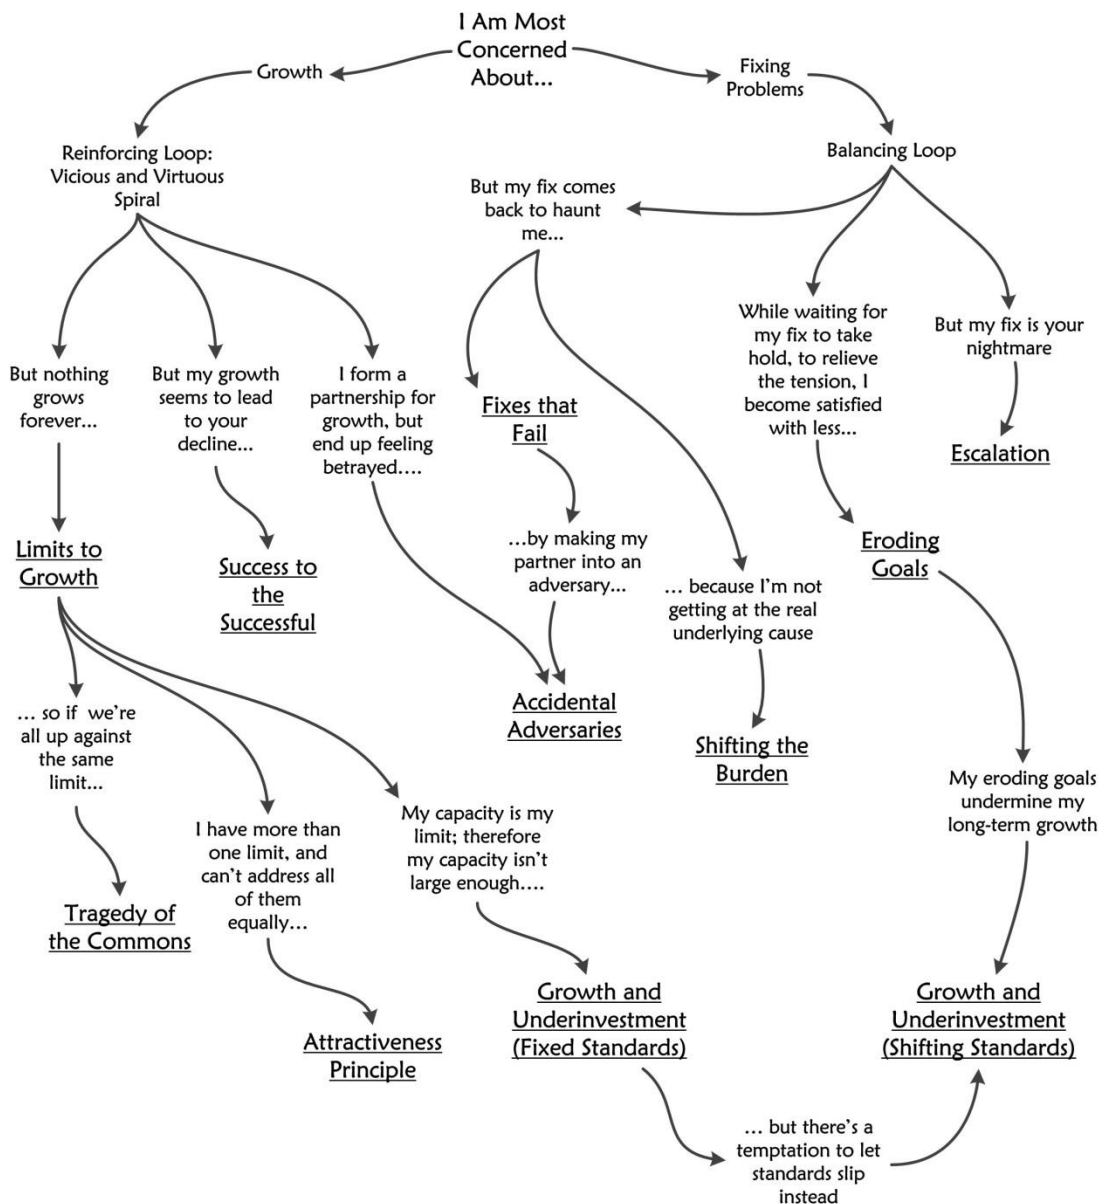 I Am Most
Concerned
About...
Growth
Fixing
Problems
Reinforcing Loop:
Vicious and Virtuous
Spiral
Balancing Loop
But my fix comes
back to haunt
me...
But nothing
grows
forever...
But my growth
seems to lead
to your
decline...
I form a
partnership for
growth, but
end up feeling
betrayed....
Fixes that
Fail
While waiting for
my fix to take
hold, to relieve
the tension, I
become satisfied
with less...
But my fix is your
nightmare
Escalation
Limits to
Growth
Success to
the
Successful
...by making my
partner into an
adversary...
... because I'm not
getting at the real
underlying cause
Eroding
Goals
... so if we're
all up against
the same
limit...
Accidental
Adversaries
Shifting the
Burden
My eroding goals
undermine my
long-term growth
I have more than
one limit, and
can't address all
of them
equally...
My capacity is my
limit; therefore
my capacity isn't
large enough....
Tragedy of
the Commons
Attractiveness
Principle
Growth and
Underinvestment
(Fixed Standards)
Growth and
Underinvestment
(Shifting Standards)
... but there's a
temptation to let
standards slip
instead